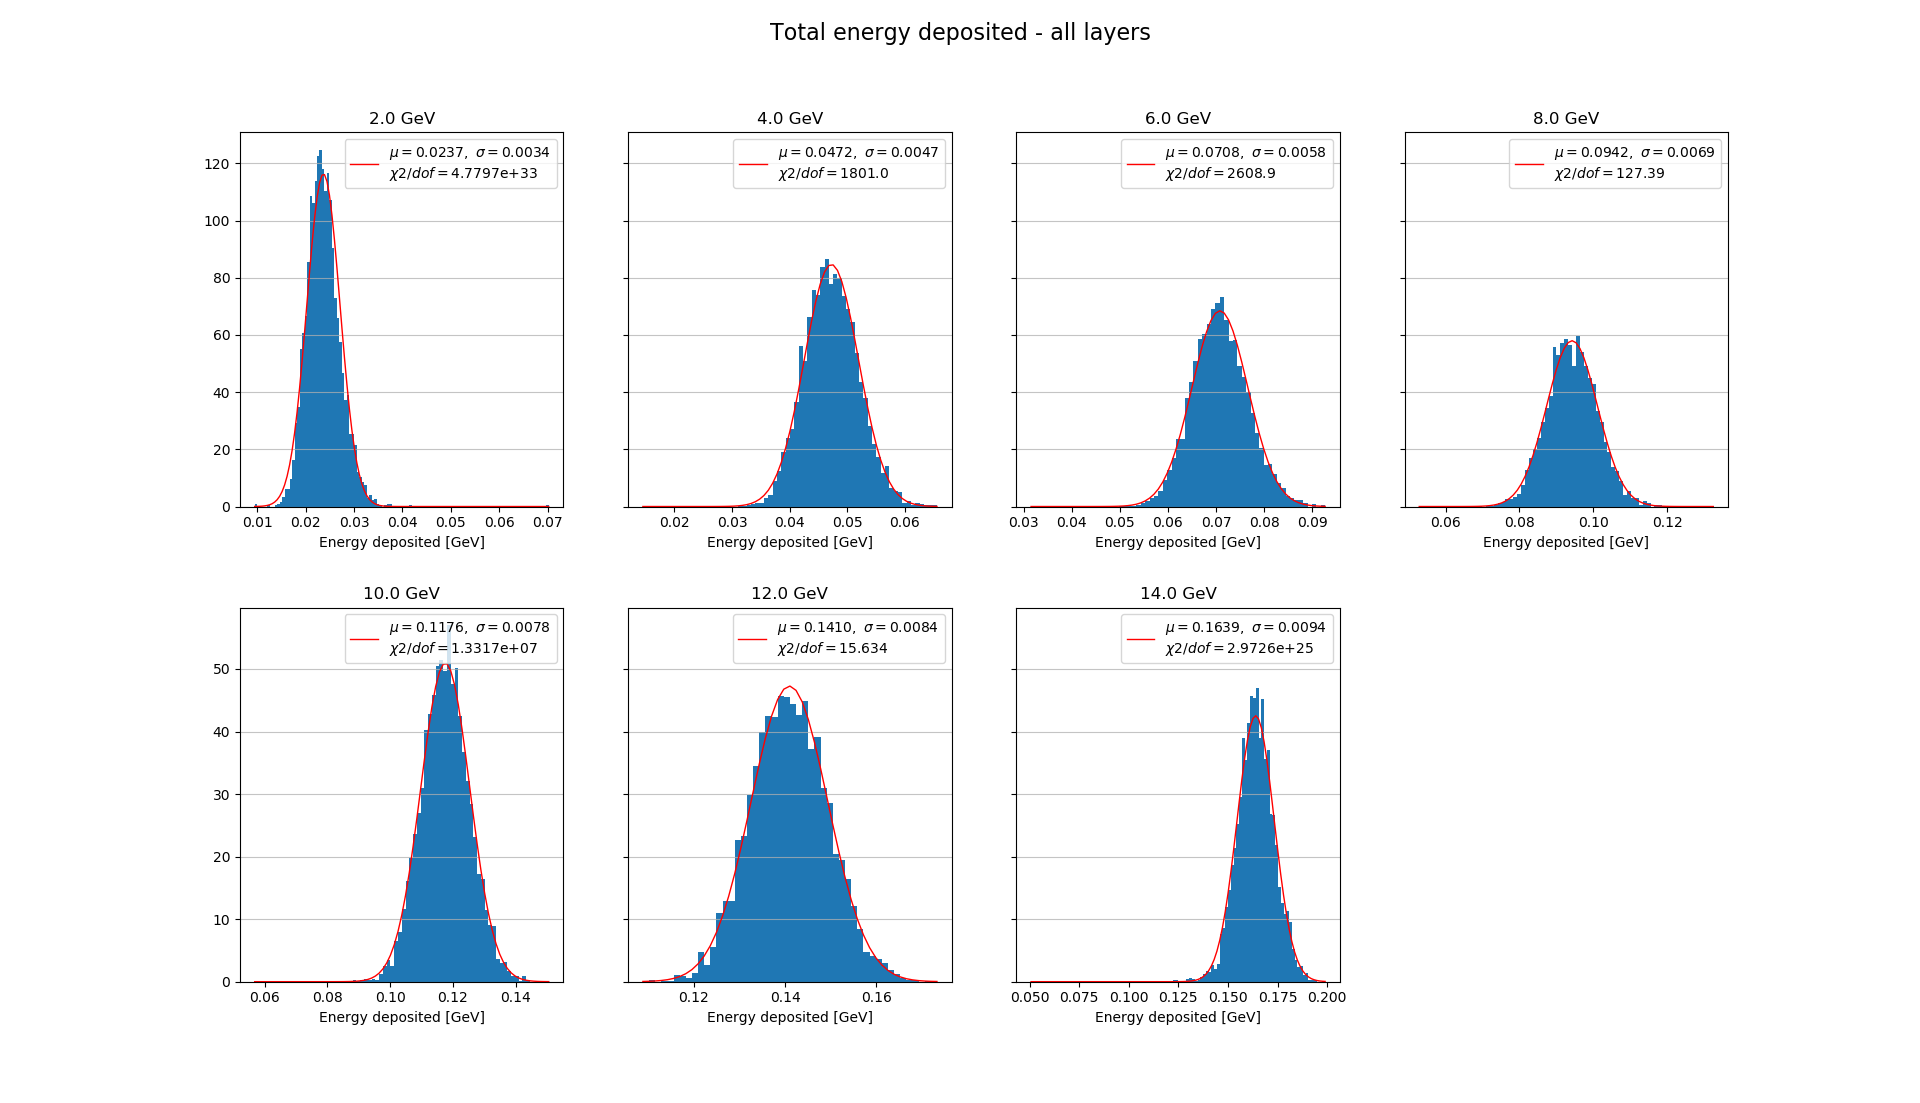 Total energy deposited - all layers
2.0 GeV
μ = 0.0237, σ = 0.0034
χ2/dof = 4.7797e+33
120
100
80
60
40
20
0
0.01 0.02 0.03 0.04 0.05 0.06 0.07
Energy deposited [GeV]
4.0 GeV
μ = 0.0472, σ = 0.0047
χ2/dof = 1801.0
0.02 0.03 0.04 0.05 0.06
Energy deposited [GeV]
6.0 GeV
μ = 0.0708, σ = 0.0058
χ2/dof = 2608.9
0.03 0.04 0.05 0.06 0.07 0.08 0.09
Energy deposited [GeV]
8.0 GeV
μ = 0.0942, σ = 0.0069
χ2/dof = 127.39
0.06 0.08 0.10 0.12
Energy deposited [GeV]
10.0 GeV
μ = 0.1176, σ = 0.0078
χ2/dof = 1.3317e+07
50
40
30
20
10
0
0.06 0.08 0.10 0.12 0.14
Energy deposited [GeV]
12.0 GeV
μ = 0.1410, σ = 0.0084
χ2/dof = 15.634
0.12 0.14 0.16
Energy deposited [GeV]
14.0 GeV
μ = 0.1639, σ = 0.0094
χ2/dof = 2.9726e+25
0.050 0.075 0.100 0.125 0.150 0.175 0.200
Energy deposited [GeV]